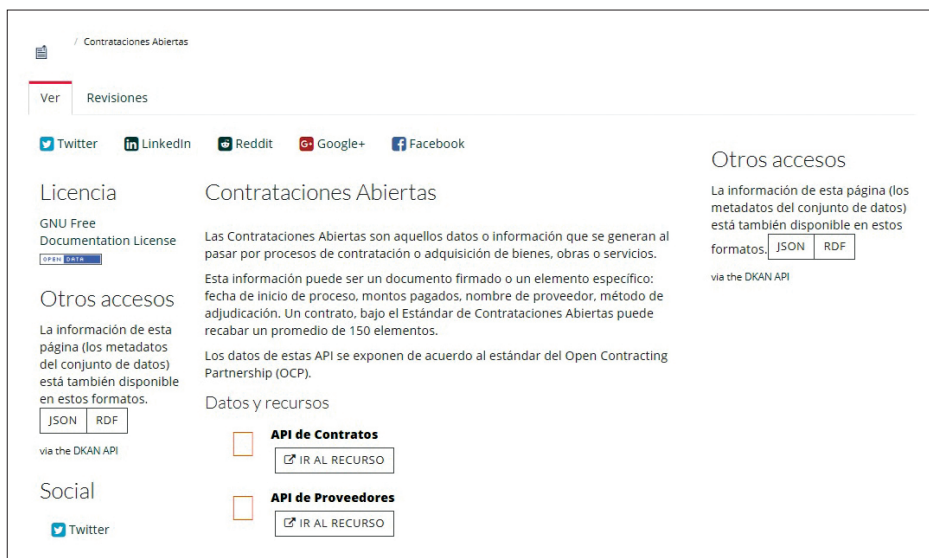 / Contrataciones Abiertas
Ver Revisiones
Twitter LinkedIn Reddit Google+ Facebook
Licencia
GNU Free
Documentation License
OPEN DATA
Otros accesos
La información de esta
página (los metadatos
del conjunto de datos)
está también disponible
en estos formatos.
JSON RDF
via the DKAN API
Social
Twitter
Contrataciones Abiertas
Las Contrataciones Abiertas son aquellos datos o información que se generan al
pasar por procesos de contratación o adquisición de bienes, obras o servicios.
Esta información puede ser un documento firmado o un elemento específico:
fecha de inicio de proceso, montos pagados, nombre de proveedor, método de
adjudicación. Un contrato, bajo el Estándar de Contrataciones Abiertas puede
recabar un promedio de 150 elementos.
Los datos de estas API se exponen de acuerdo al estándar del Open Contracting
Partnership (OCP).
Datos y recursos
API de Contratos
IR AL RECURSO
API de Proveedores
IR AL RECURSO
Otros accesos
La información de esta página (los
metadatos del conjunto de datos)
está también disponible en estos
formatos. JSON RDF
via the DKAN API